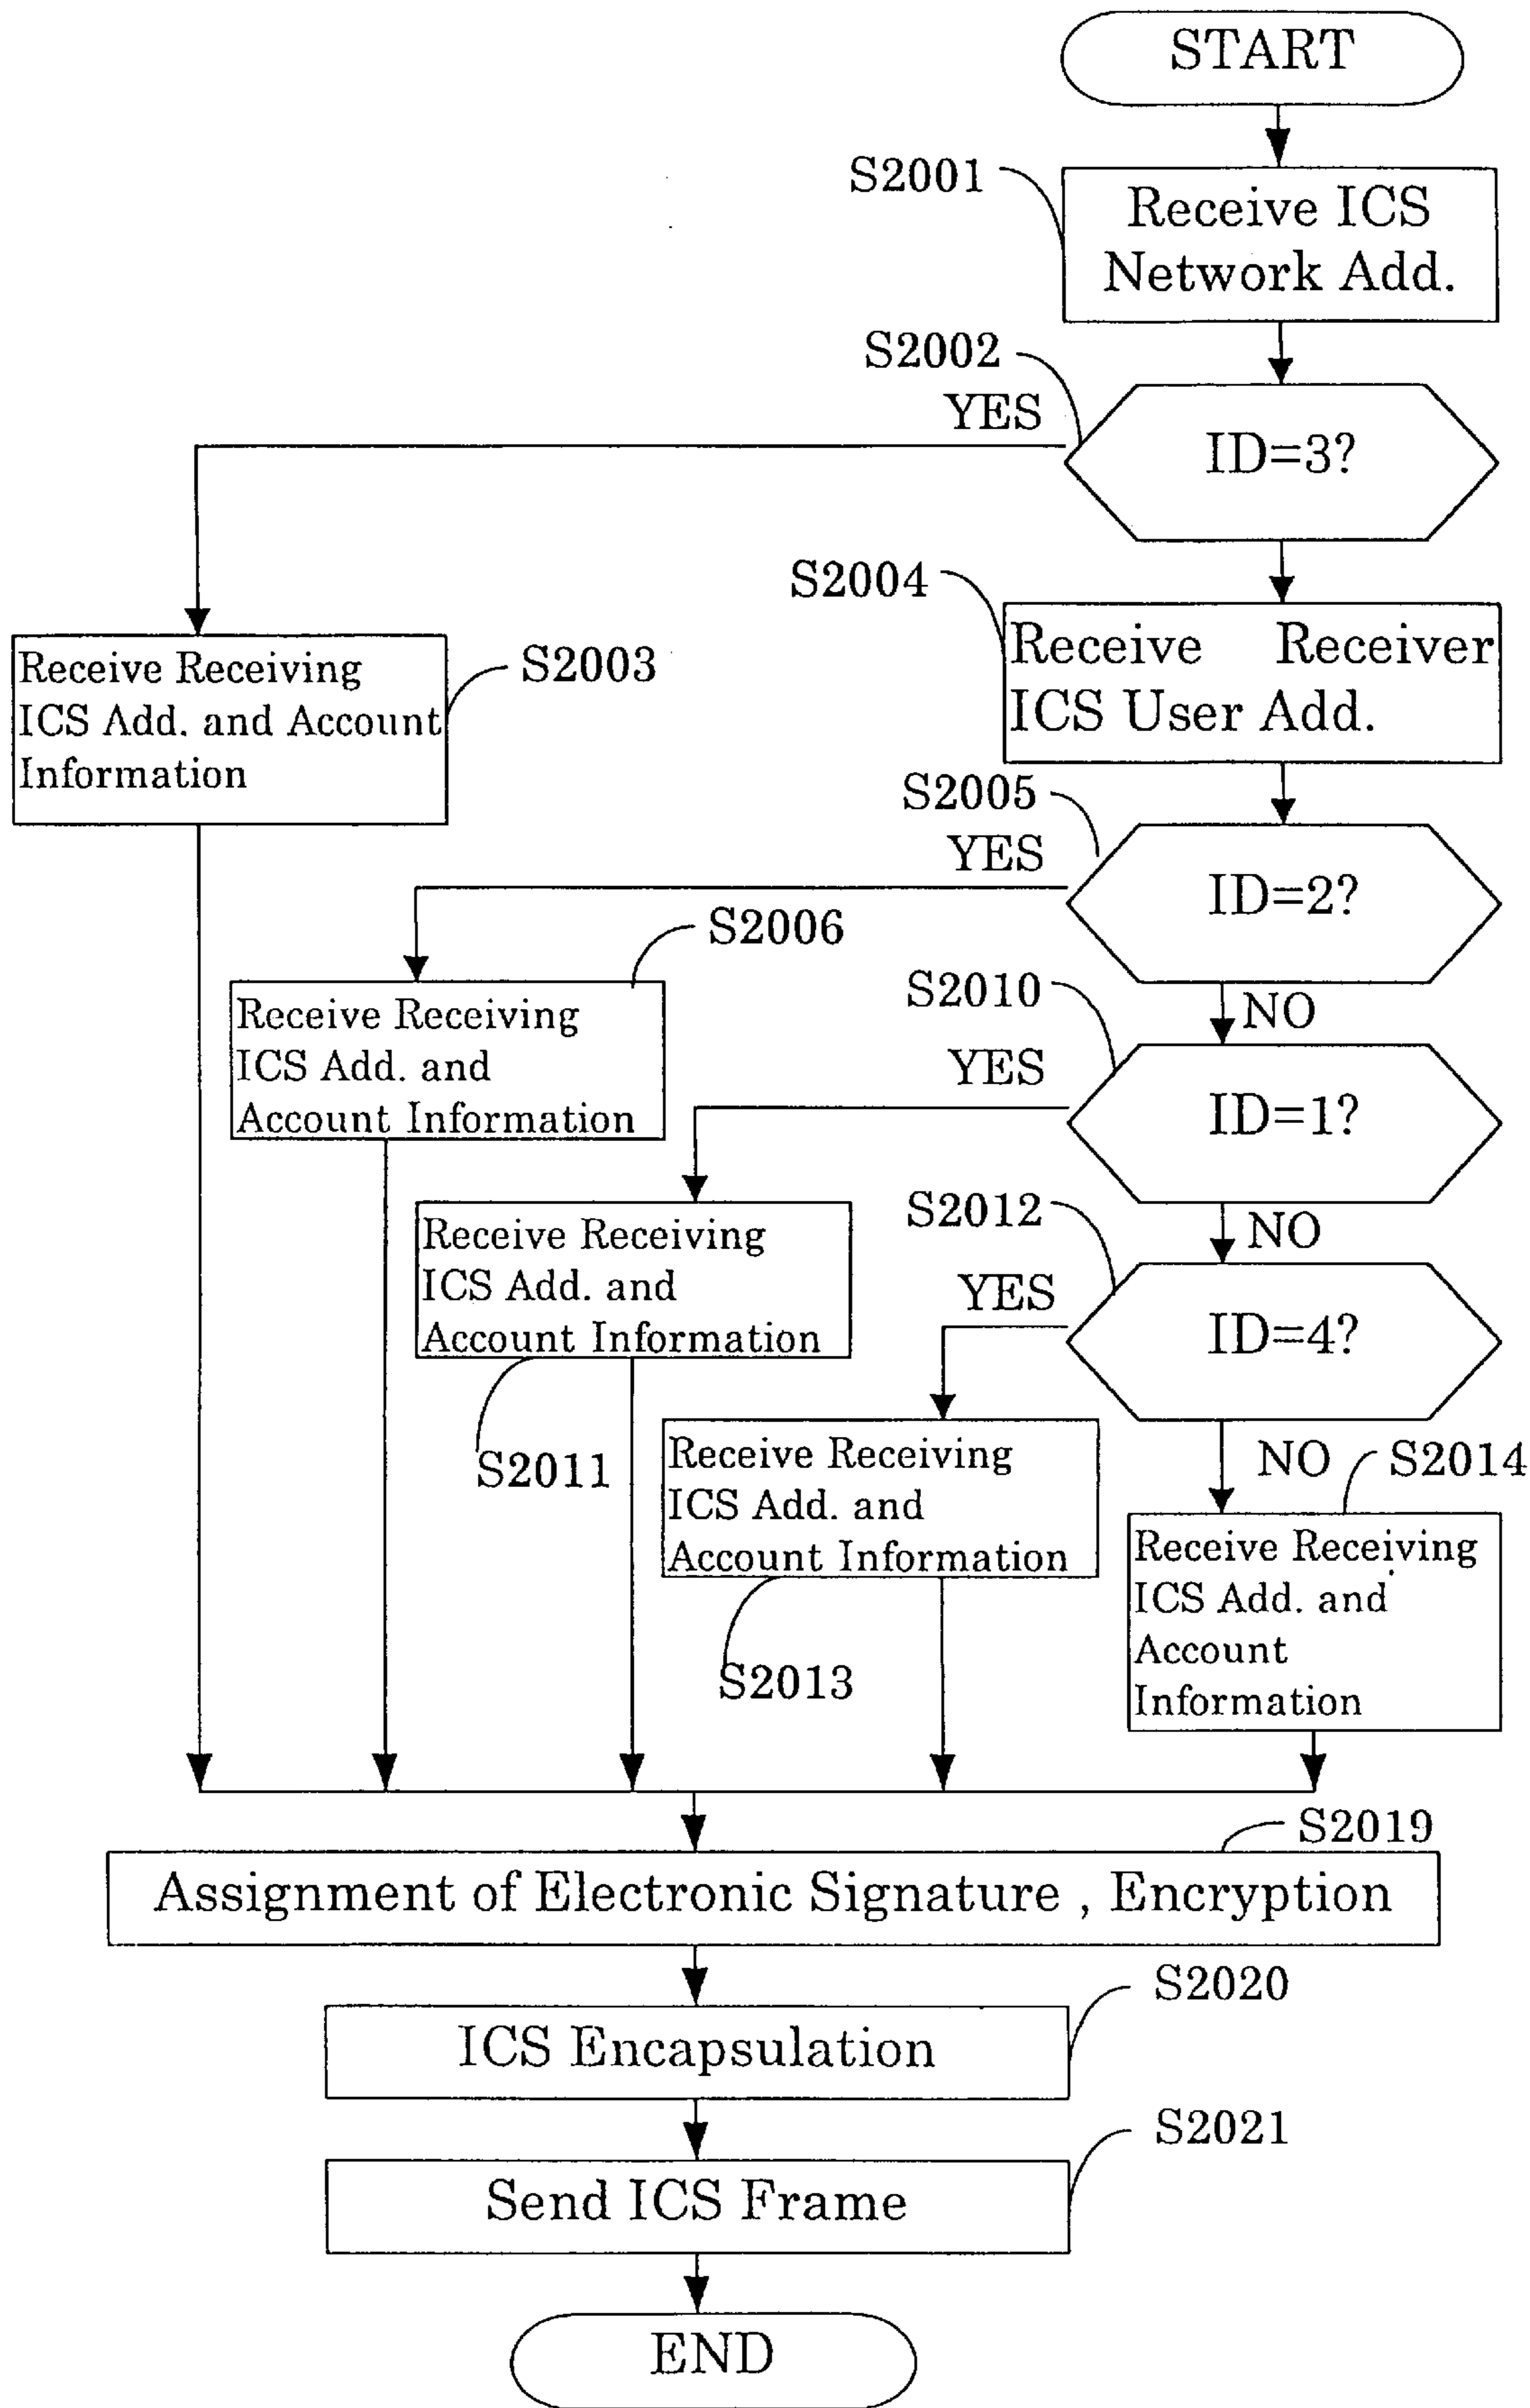 START
S2001
Receive ICS
Network Add.
S2002
YES
ID=3?
S2004
Receive Receiver
ICS User Add.
Receive Receiving
ICS Add. and Account
Information
S2003
S2005
YES
ID=2?
S2006
Receive Receiving
ICS Add. and
Account Information
S2010
NO
YES
ID=1?
Receive Receiving
ICS Add. and
Account Information
S2011
S2012
NO
YES
ID=4?
Receive Receiving
ICS Add. and
Account Information
S2013
NO
S2014
Receive Receiving
ICS Add. and
Account
Information
S2019
Assignment of Electronic Signature , Encryption
S2020
ICS Encapsulation
S2021
Send ICS Frame
END